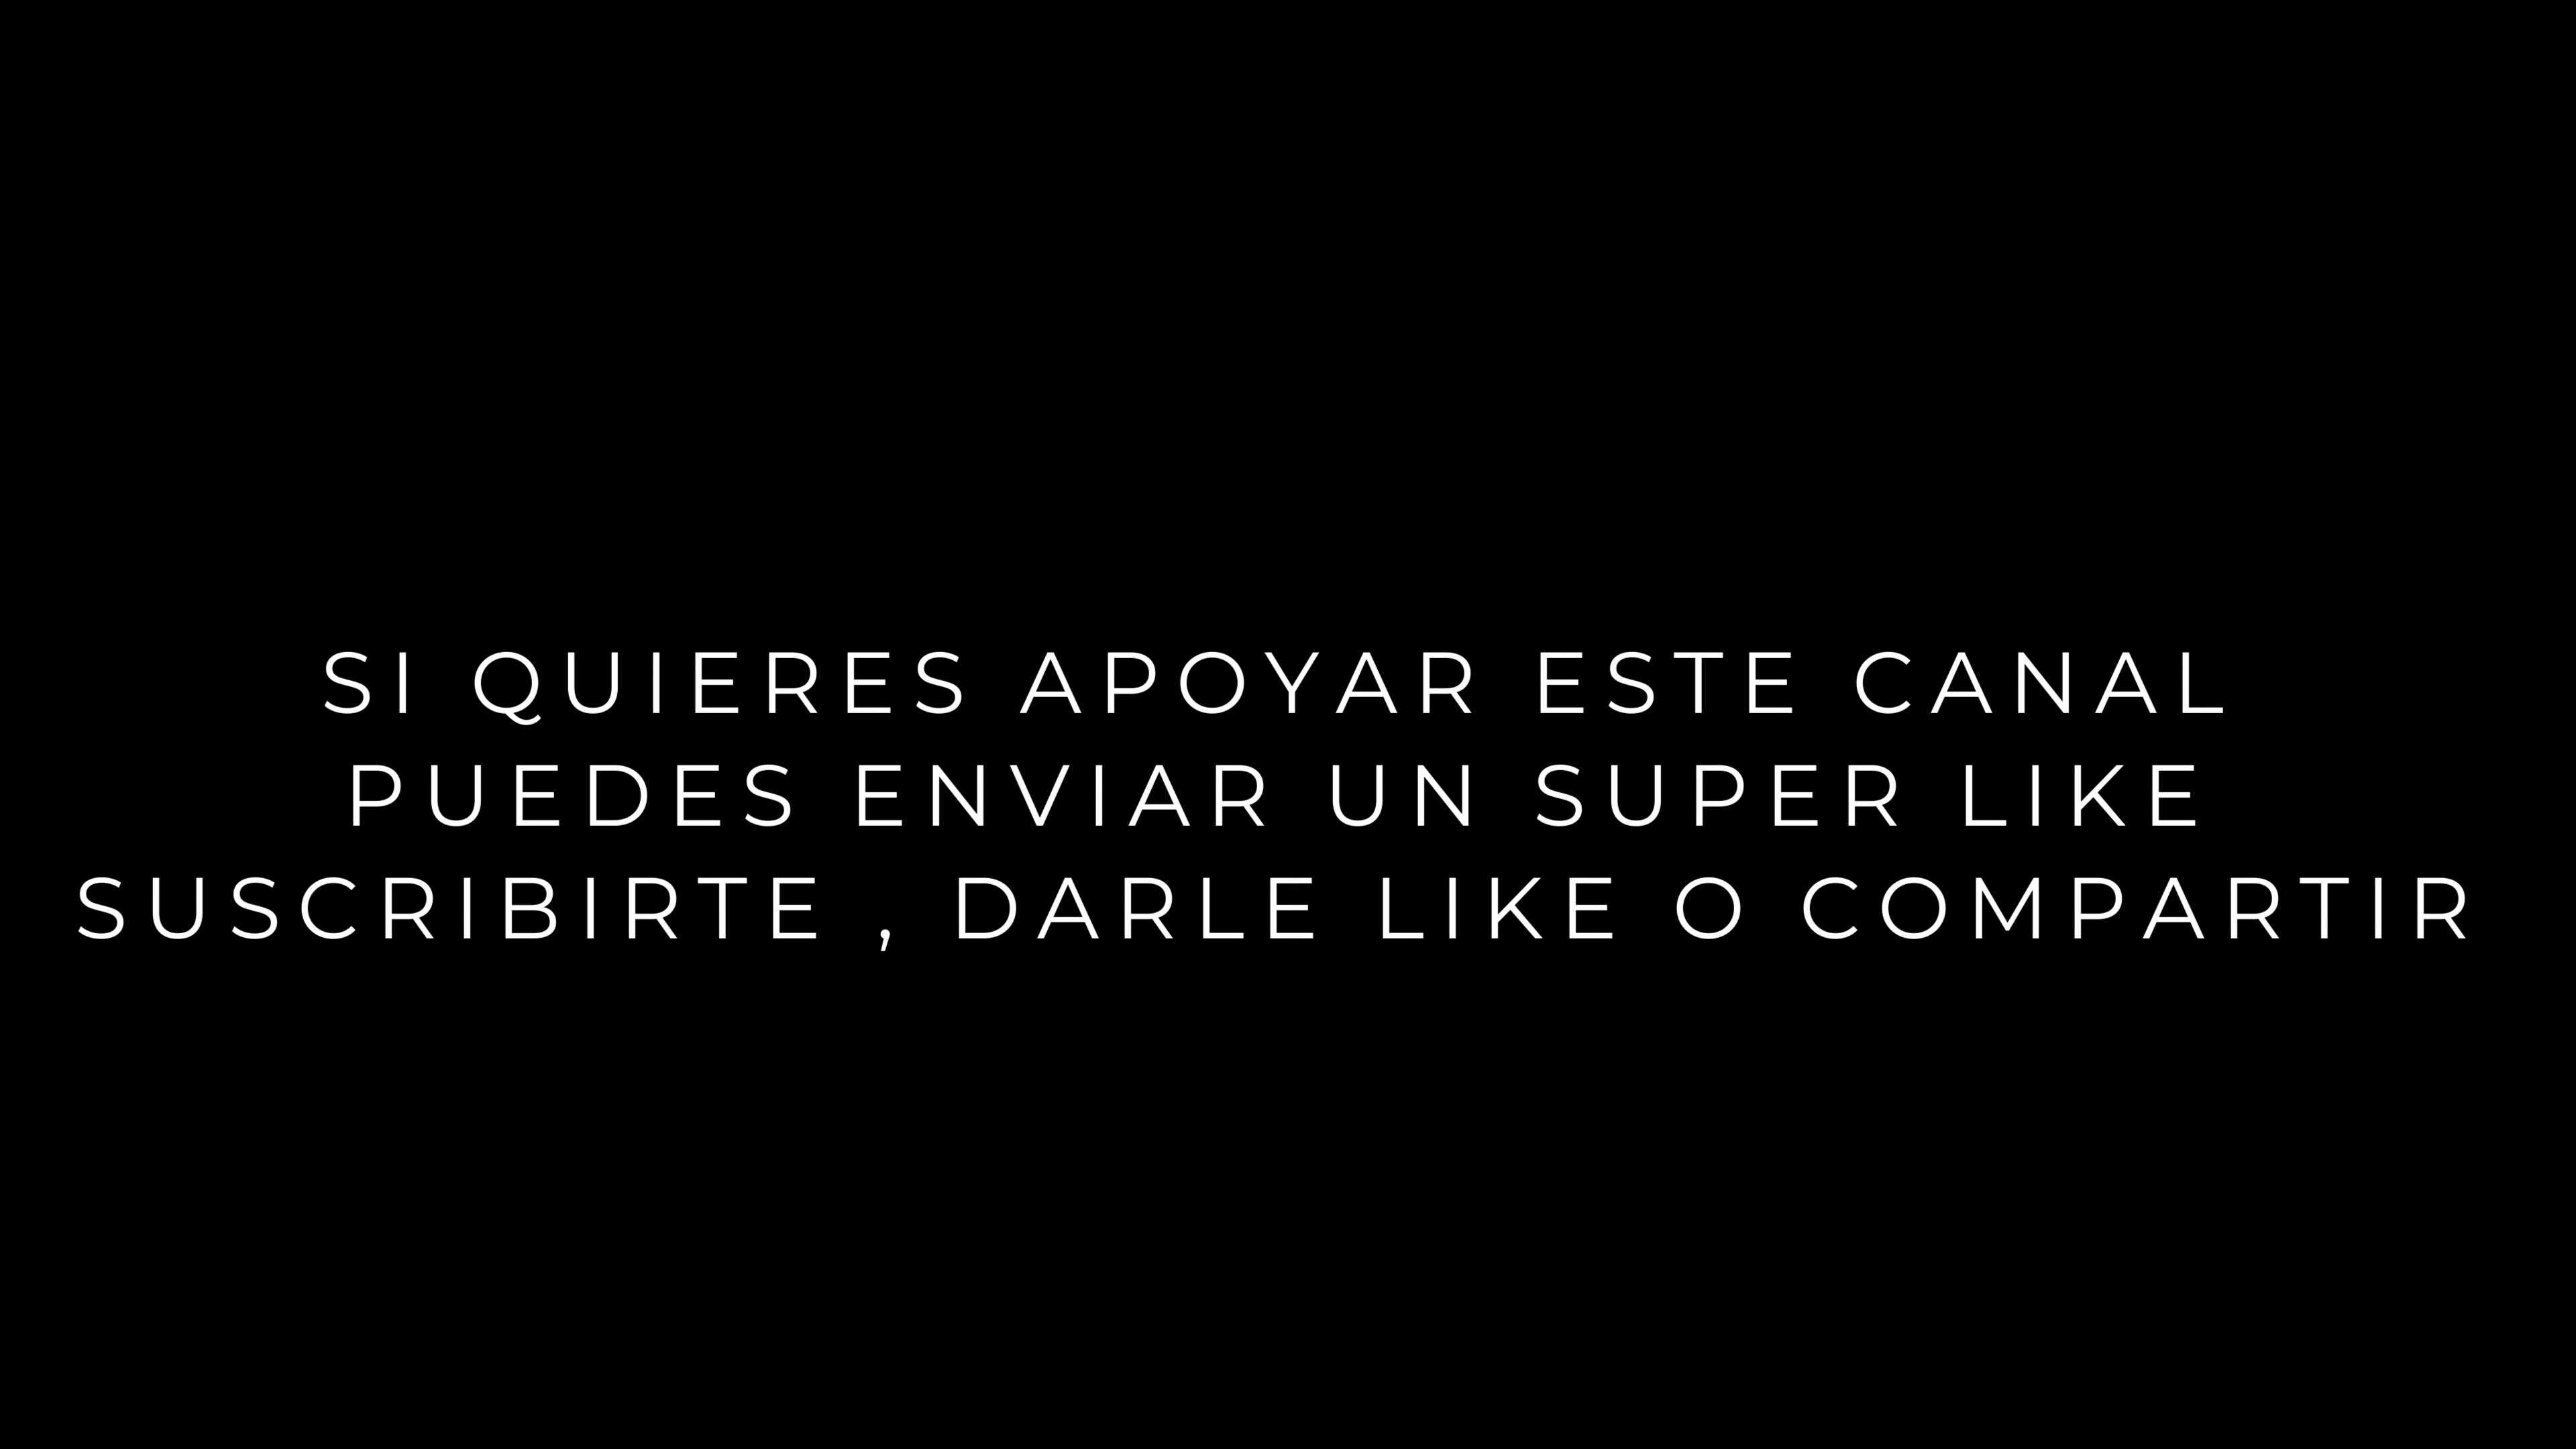 SI QUIERES APOYAR ESTE CANAL
PUEDES ENVIAR UN SUPER LIKE
SUSCRIBIRTE , DARLE LIKE O COMPARTIR